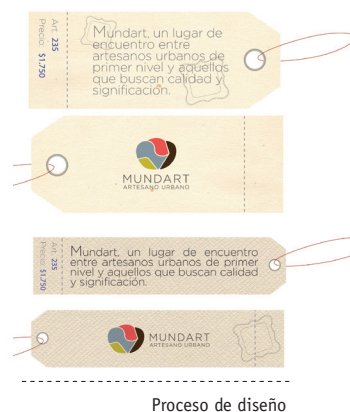 Art. 235
Precio: $1.750
Mundart, un lugar de
encuentro entre
artesanos urbanos de
primer nivel y aquellos
que buscan calidad y
significación.
MUNDART
ARTESANO URBANO
Art. 235
Precio: $1.750
Mundart, un lugar de encuentro
entre artesanos urbanos de primer
nivel y aquellos que buscan calidad
y significación.
MUNDART
ARTESANO URBANO
Proceso de diseño